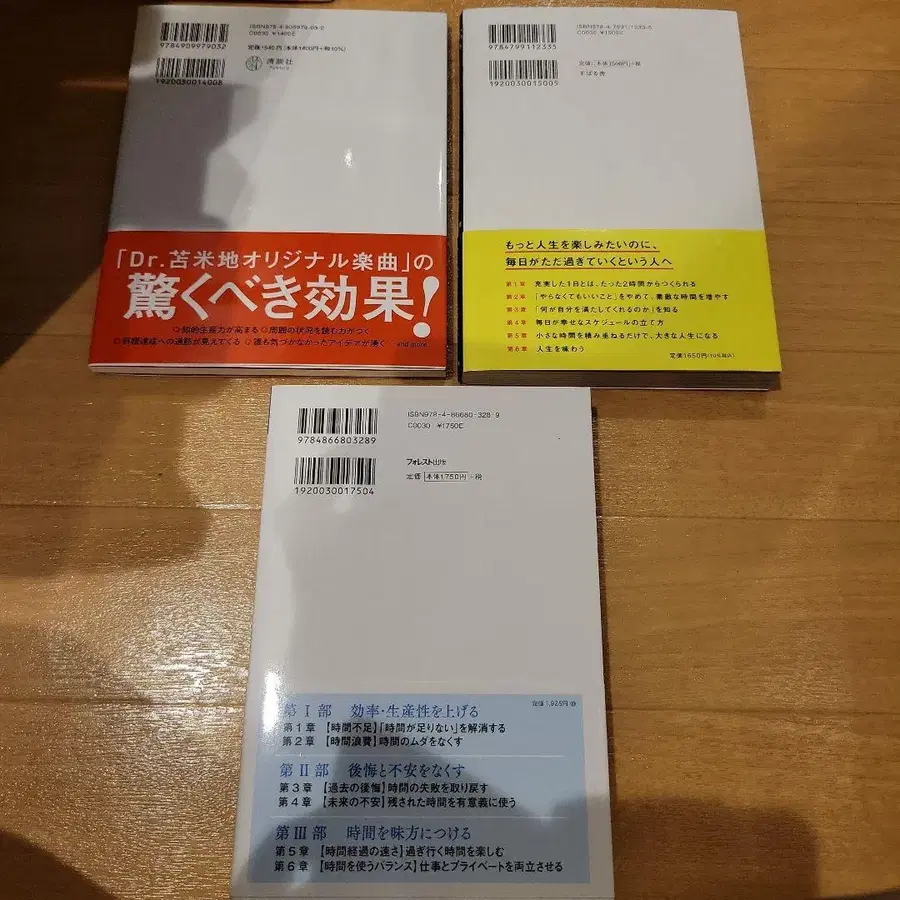 9784909979032
C0030 ¥1400E
定価1540円(本体1400円+税10%)
清談社
1920030014008
「Dr.苫米地オリジナル楽曲」の
驚くべき効果!
◎知的生産力が高まる ◎周囲の状況を読む力がつく
◎目標達成への道筋が見えてくる ◎誰も気づかなかったアイデアが湧く and more
9784799112335
C0030 ¥1500E
定価:(本体1500円)+税
すばる舎
1920030015005
もっと人生を楽しみたいのに、
毎日がただ過ぎていくという人へ
第1章 充実した1日とは、たった2時間からつくられる
第2章 「やらなくてもいいこと」をやめて、素敵な時間を増やす
第3章 「何が自分を満たしてくれるのか」を知る
第4章 毎日が幸せなスケジュールの立て方
第5章 小さな時間を積み重ねるだけで、大きな人生になる
第6章 人生を味わう
定価1650円(10%税込)
ISBN978-4-86680-328-9
C0030 ¥1750E
9784866803289
フォレスト出版
定価 本体1750円 +税
1920030017504
定価1,925円
第Ⅰ部 効率・生産性を上げる
第1章 【時間不足】「時間が足りない」を解消する
第2章 【時間浪費】時間のムダをなくす
第Ⅱ部 後悔と不安をなくす
第3章 【過去の後悔】時間の失敗を取り戻す
第4章 【未来の不安】残された時間を有意義に使う
第Ⅲ部 時間を味方につける
第5章 【時間経過の速さ】過ぎ行く時間を楽しむ
第6章 【時間を使うバランス】仕事とプライベートを両立させる